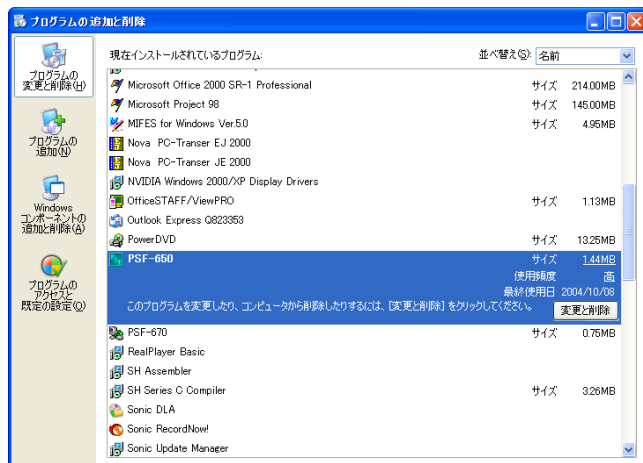 プログラムの追加と削除
現在インストールされているプログラム:
並べ替え(S): 名前
プログラムの
変更と削除(H)
プログラムの
追加(N)
Windows
コンポーネントの
追加と削除(A)
プログラムの
アクセスと
既定の設定(O)
Microsoft Office 2000 SR-1 Professional サイズ 214.00MB
Microsoft Project 98 サイズ 145.00MB
MIFES for Windows Ver.5.0 サイズ 4.95MB
Nova PC-Transer EJ 2000
Nova PC-Transer JE 2000
NVIDIA Windows 2000/XP Display Drivers
OfficeSTAFF/ViewPRO サイズ 1.13MB
Outlook Express Q823353
PowerDVD サイズ 13.25MB
PSF-650 サイズ 1.44MB
使用頻度 高
最終使用日 2004/10/08
このプログラムを変更したり、コンピュータから削除したりするには、[変更と削除] をクリックしてください。 変更と削除
PSF-670 サイズ 0.75MB
RealPlayer Basic
SH Assembler
SH Series C Compiler サイズ 3.26MB
Sonic DLA
Sonic RecordNow!
Sonic Update Manager